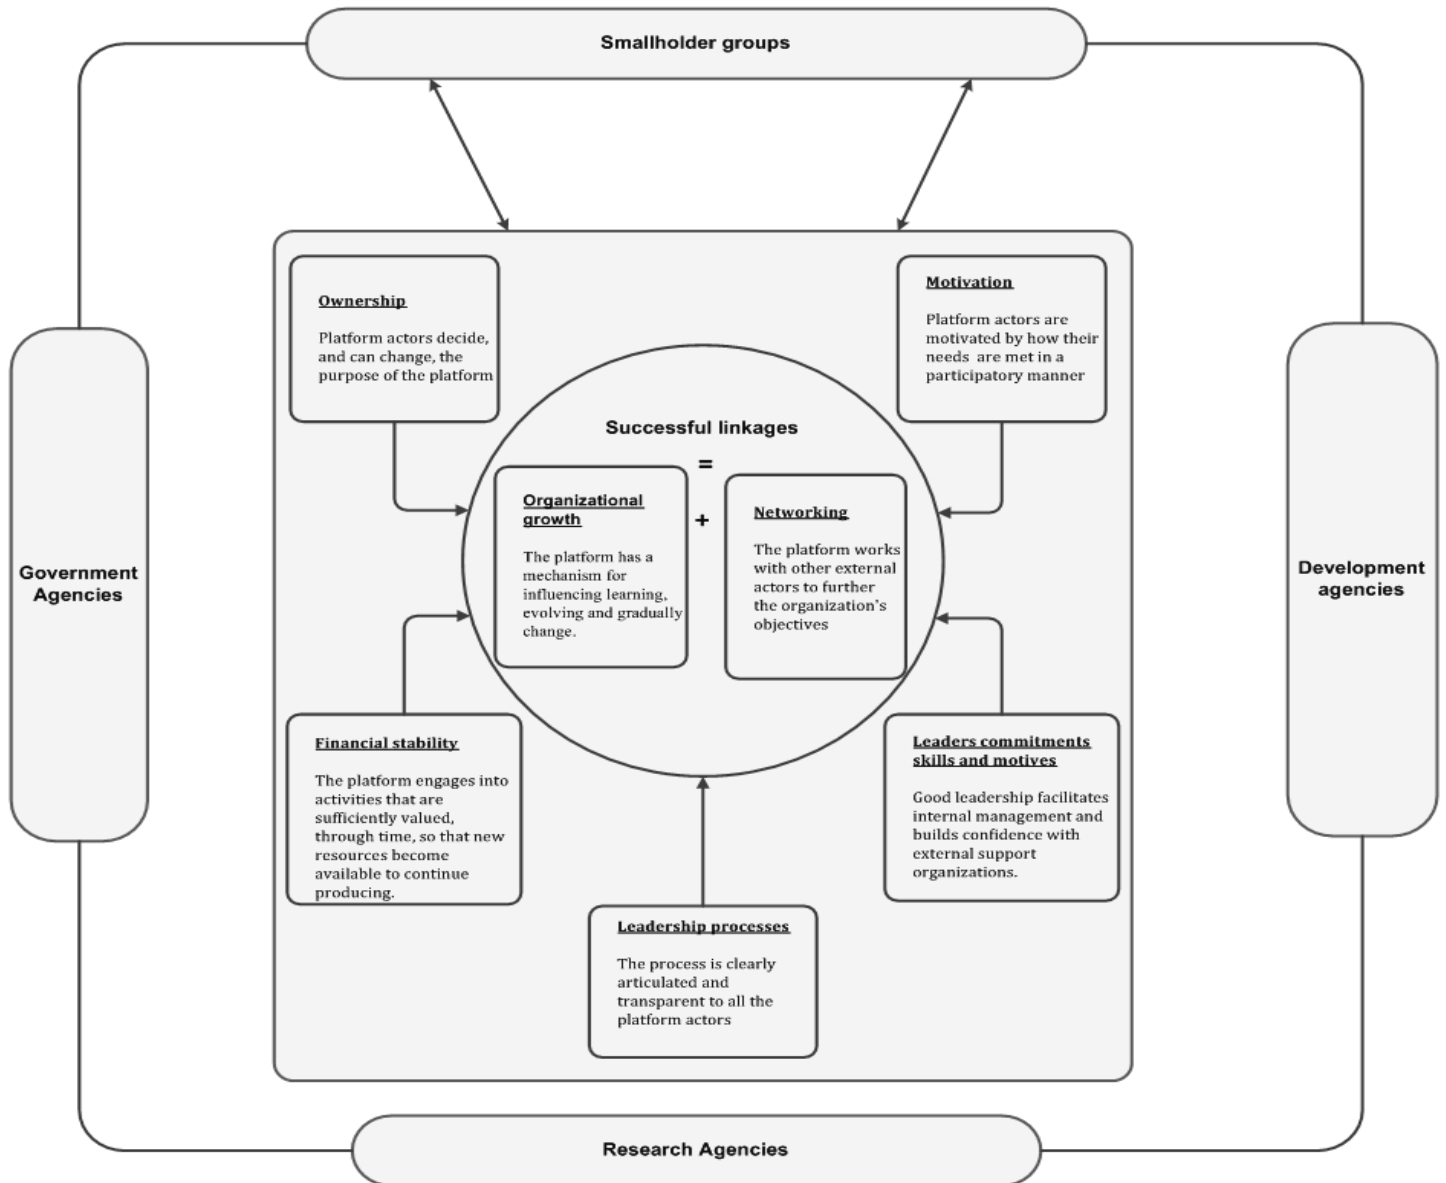 Smallholder groups
Ownership
Platform actors decide,
and can change, the
purpose of the platform
Motivation
Platform actors are
motivated by how their
needs are met in a
participatory manner
Successful linkages
=
Organizational
growth
The platform has a
mechanism for
influencing learning,
evolving and gradually
change.
+
Networking
The platform works
with other external
actors to further
the organization's
objectives
Government
Agencies
Development
agencies
Financial stability
The platform engages into
activities that are
sufficiently valued,
through time, so that new
resources become
available to continue
producing.
Leaders commitments
skills and motives
Good leadership facilitates
internal management and
builds confidence with
external support
organizations.
Leadership processes
The process is clearly
articulated and
transparent to all the
platform actors
Research Agencies